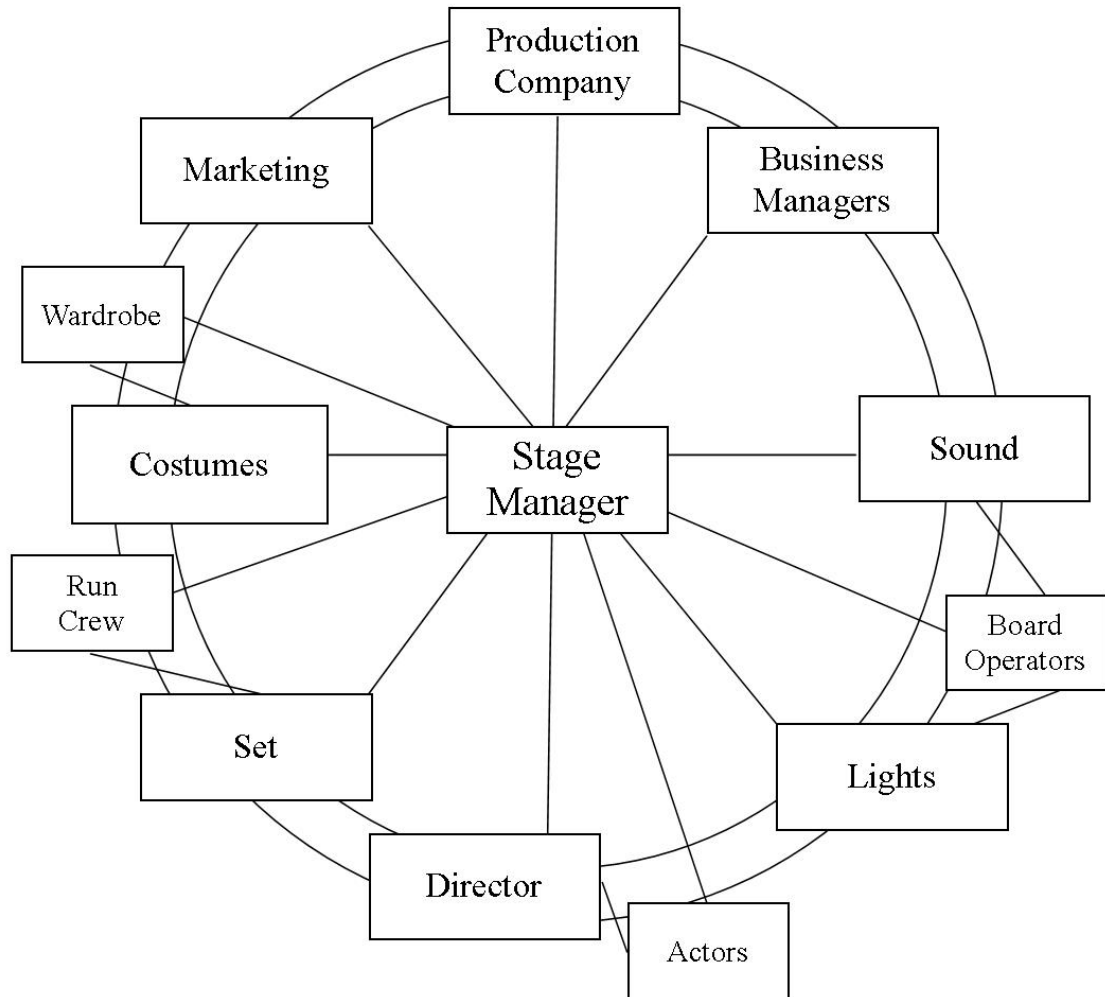 Production
Company
Marketing
Business
Managers
Wardrobe
Costumes
Stage
Manager
Sound
Run
Crew
Board
Operators
Set
Lights
Director
Actors